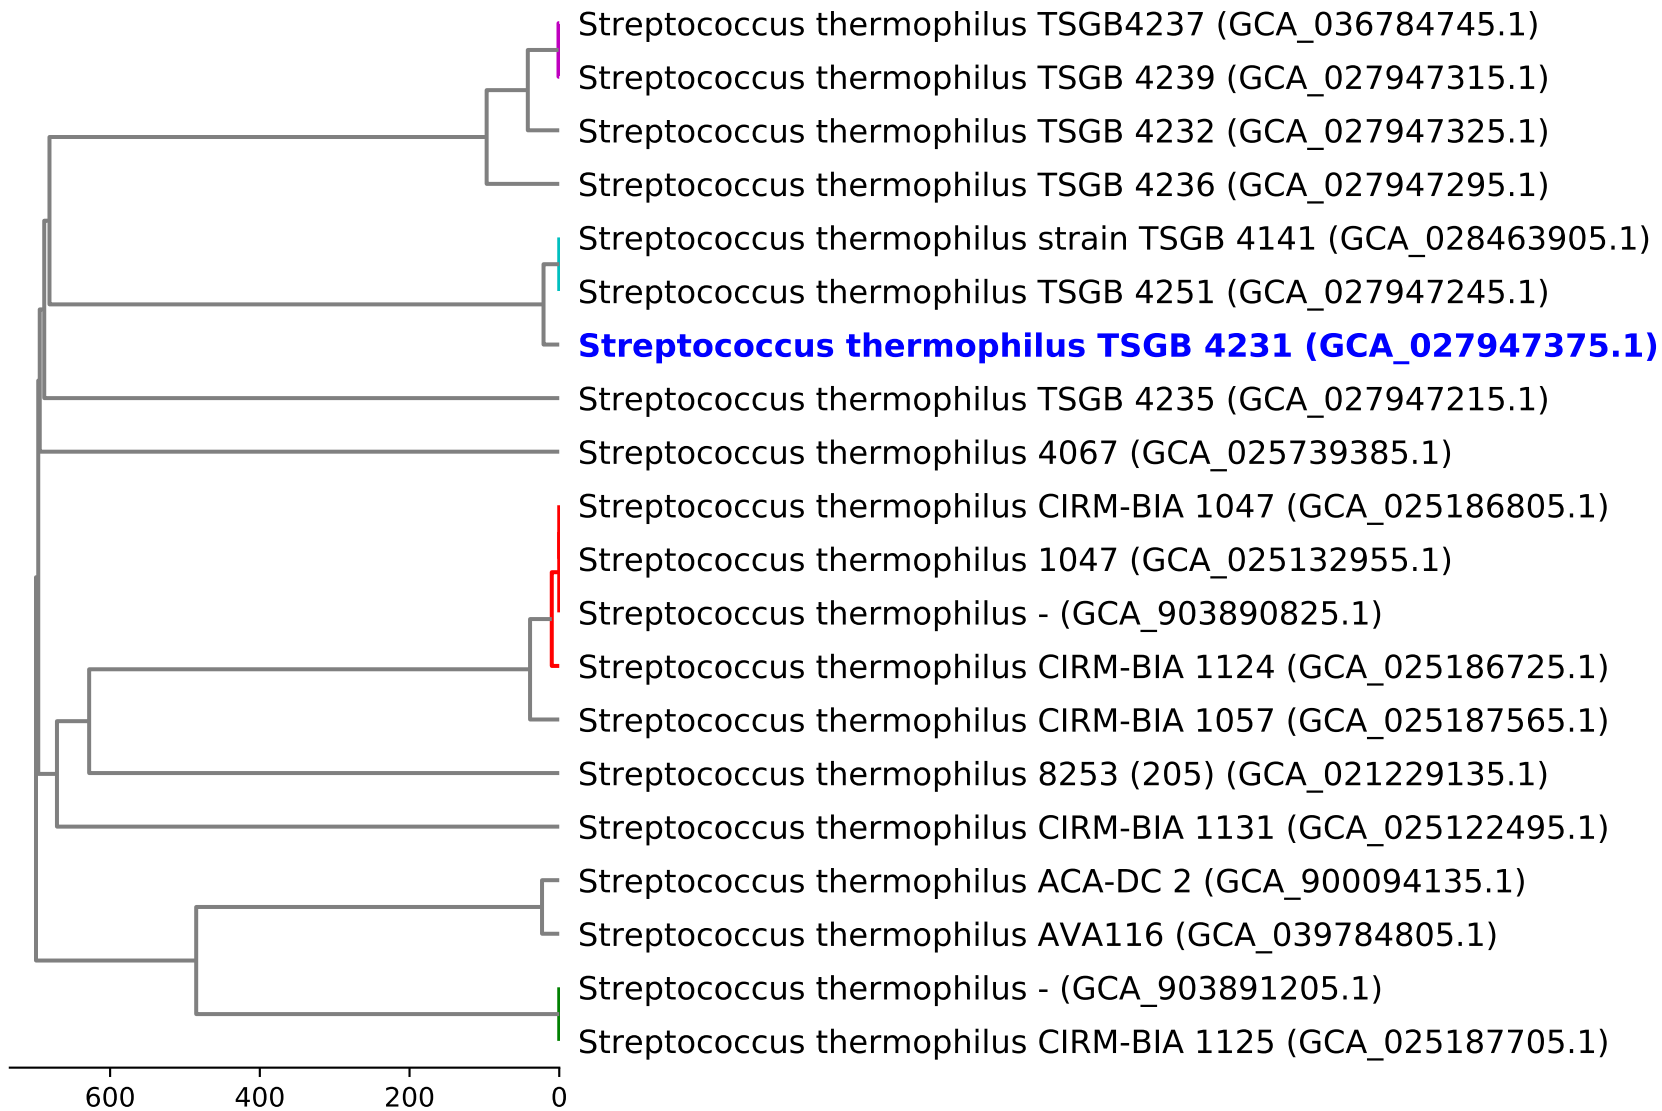 Streptococcus thermophilus TSGB4237 (GCA_036784745.1)
Streptococcus thermophilus TSGB 4239 (GCA_027947315.1)
Streptococcus thermophilus TSGB 4232 (GCA_027947325.1)
Streptococcus thermophilus TSGB 4236 (GCA_027947295.1)
Streptococcus thermophilus strain TSGB 4141 (GCA_028463905.1)
Streptococcus thermophilus TSGB 4251 (GCA_027947245.1)
Streptococcus thermophilus TSGB 4231 (GCA_027947375.1)
Streptococcus thermophilus TSGB 4235 (GCA_027947215.1)
Streptococcus thermophilus 4067 (GCA_025739385.1)
Streptococcus thermophilus CIRM-BIA 1047 (GCA_025186805.1)
Streptococcus thermophilus 1047 (GCA_025132955.1)
Streptococcus thermophilus - (GCA_903890825.1)
Streptococcus thermophilus CIRM-BIA 1124 (GCA_025186725.1)
Streptococcus thermophilus CIRM-BIA 1057 (GCA_025187565.1)
Streptococcus thermophilus 8253 (205) (GCA_021229135.1)
Streptococcus thermophilus CIRM-BIA 1131 (GCA_025122495.1)
Streptococcus thermophilus ACA-DC 2 (GCA_900094135.1)
Streptococcus thermophilus AVA116 (GCA_039784805.1)
Streptococcus thermophilus - (GCA_903891205.1)
Streptococcus thermophilus CIRM-BIA 1125 (GCA_025187705.1)
600 400 200 0